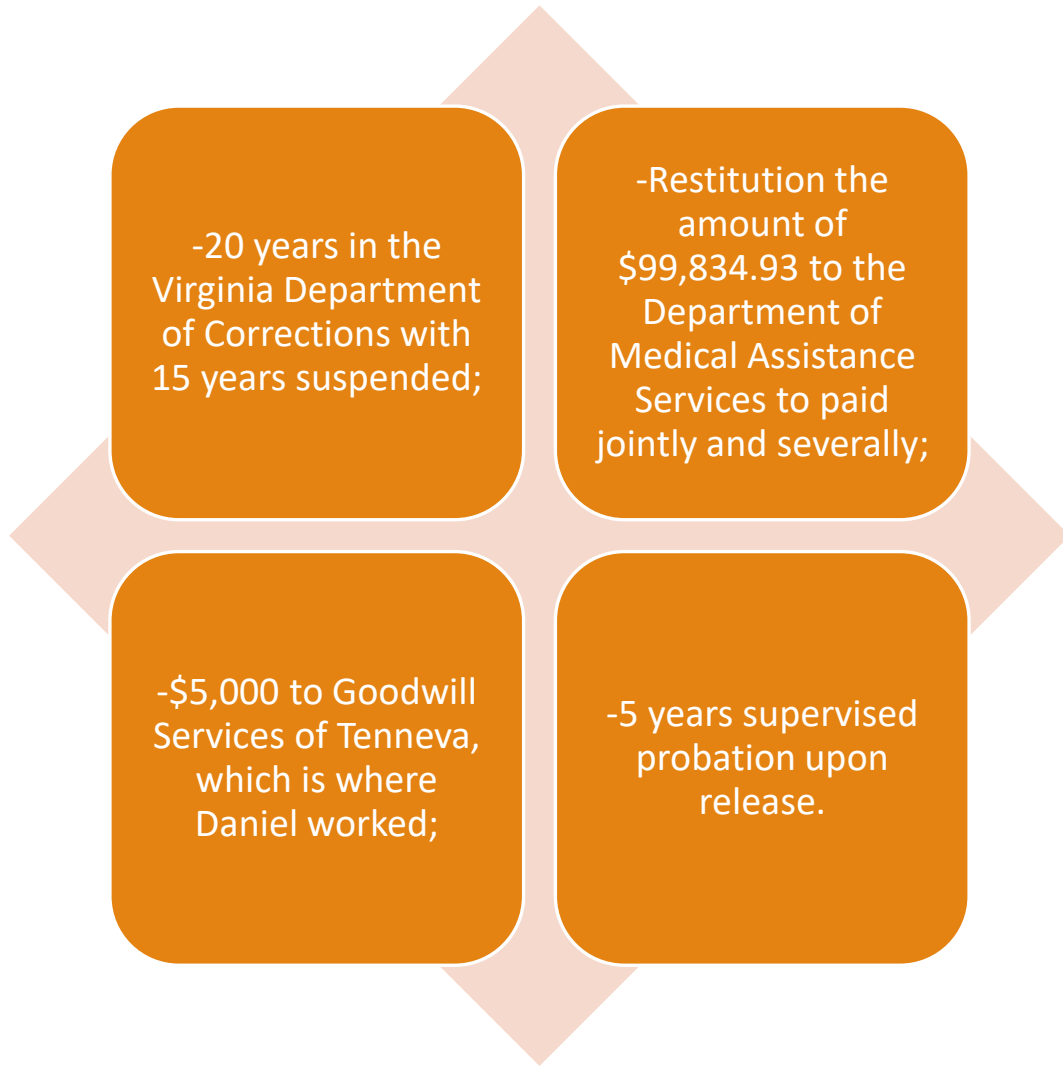 -20 years in the
Virginia Department
of Corrections with
15 years suspended;
-Restitution the
amount of
$99,834.93 to the
Department of
Medical Assistance
Services to paid
jointly and severally;
-$5,000 to Goodwill
Services of Tenneva,
which is where
Daniel worked;
-5 years supervised
probation upon
release.